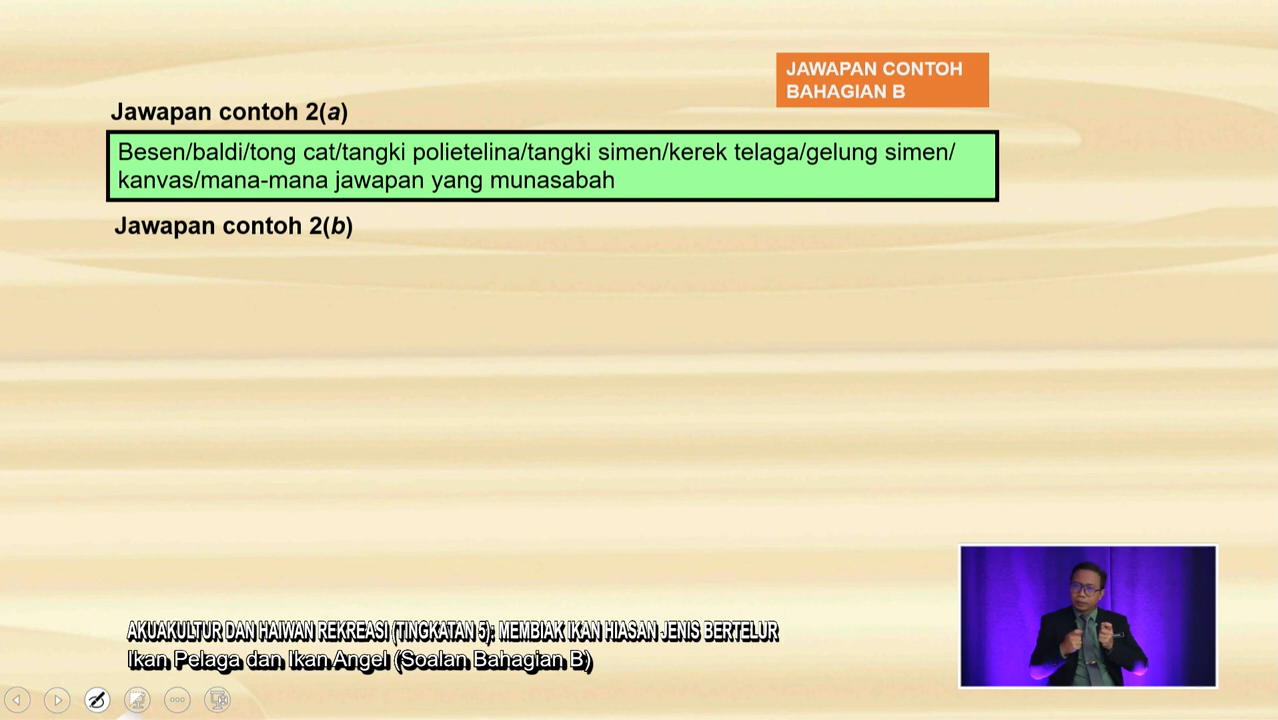 JAWAPAN CONTOH
BAHAGIAN B
Jawapan contoh 2(a)
Besen/baldi/tong cat/tangki polietelina/tangki simen/kerek telaga/gelung simen/
kanvas/mana-mana jawapan yang munasabah
Jawapan contoh 2(b)
AKUAKULTUR DAN HAIWAN REKREASI (TINGKATAN 5): MEMBIAK IKAN HIASAN JENIS BERTELUR
Ikan Pelaga dan Ikan Angel (Soalan Bahagian B)